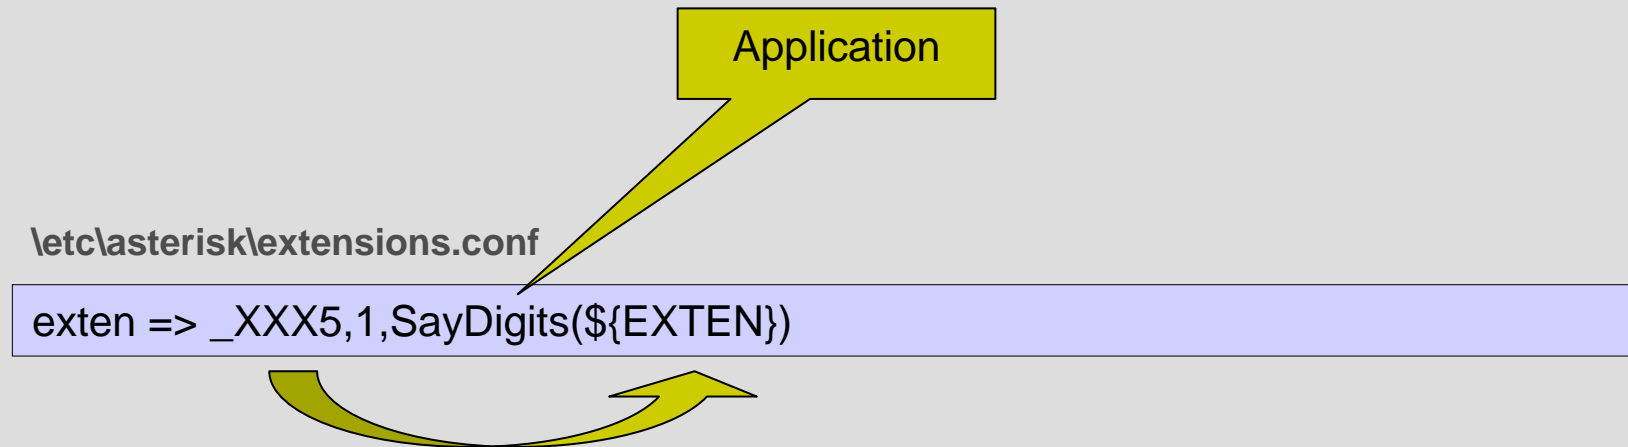 Application
\etc\asterisk\extensions.conf
exten => _XXX5,1,SayDigits(${EXTEN})